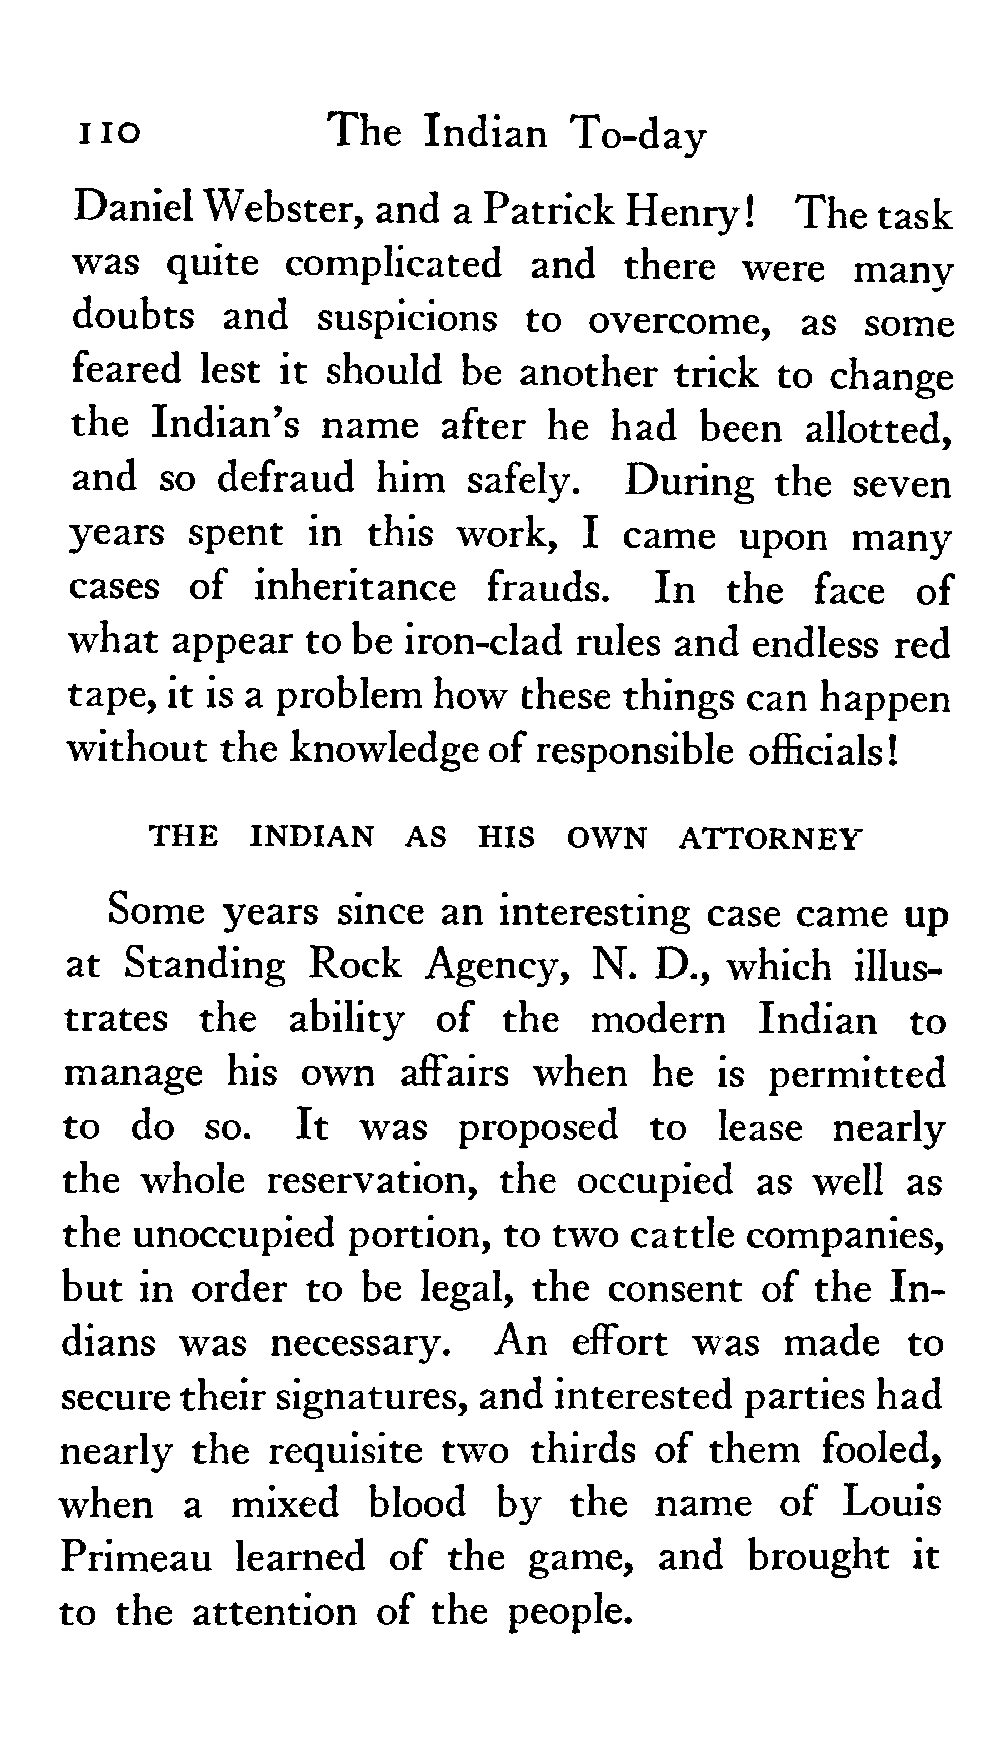 110 The Indian To-day
Daniel Webster, and a Patrick Henry! The task
was quite complicated and there were many
doubts and suspicions to overcome, as some
feared lest it should be another trick to change
the Indian's name after he had been allotted,
and so defraud him safely. During the seven
years spent in this work, I came upon many
cases of inheritance frauds. In the face of
what appear to be iron-clad rules and endless red
tape, it is a problem how these things can happen
without the knowledge of responsible officials!
THE INDIAN AS HIS OWN ATTORNEY
Some years since an interesting case came up
at Standing Rock Agency, N. D., which illus-
trates the ability of the modern Indian to
manage his own affairs when he is permitted
to do so. It was proposed to lease nearly
the whole reservation, the occupied as well as
the unoccupied portion, to two cattle companies,
but in order to be legal, the consent of the In-
dians was necessary. An effort was made to
secure their signatures, and interested parties had
nearly the requisite two thirds of them fooled,
when a mixed blood by the name of Louis
Primeau learned of the game, and brought it
to the attention of the people.